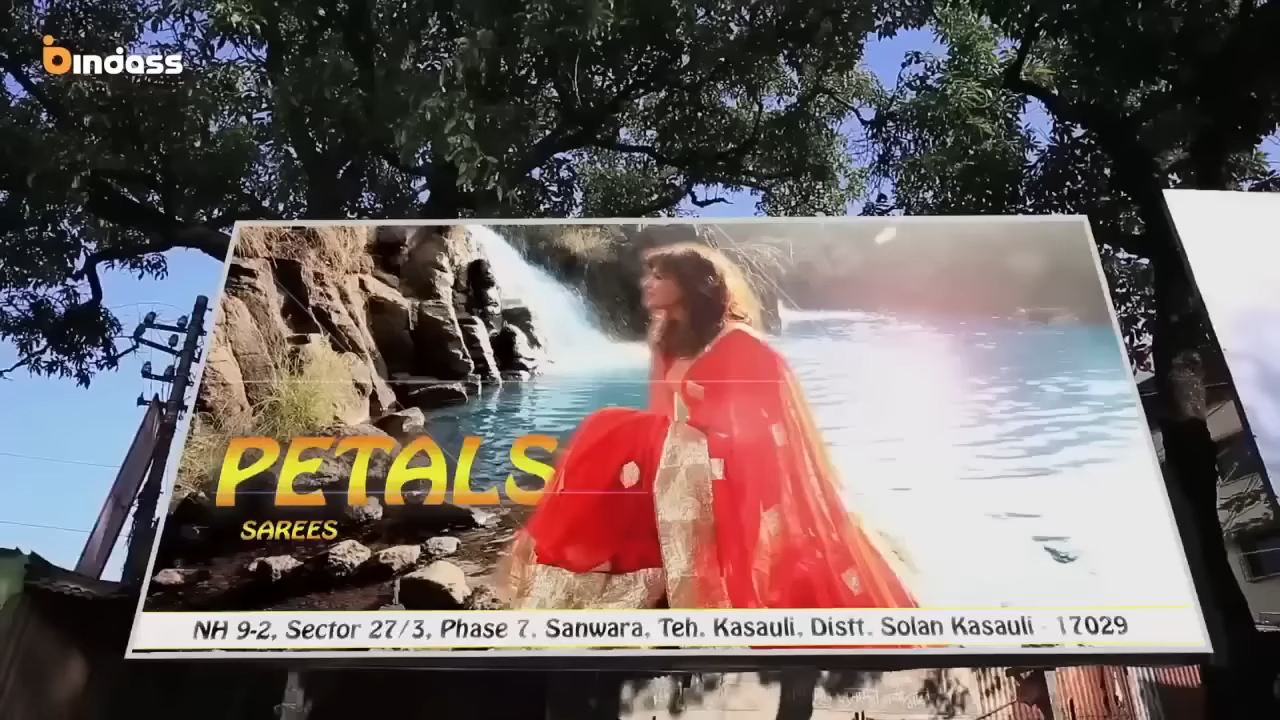 bindass
PETALS
SAREES
NH 9-2, Sector 27/3, Phase 7, Sanwara, Teh. Kasauli, Distt. Solan Kasauli - 17029